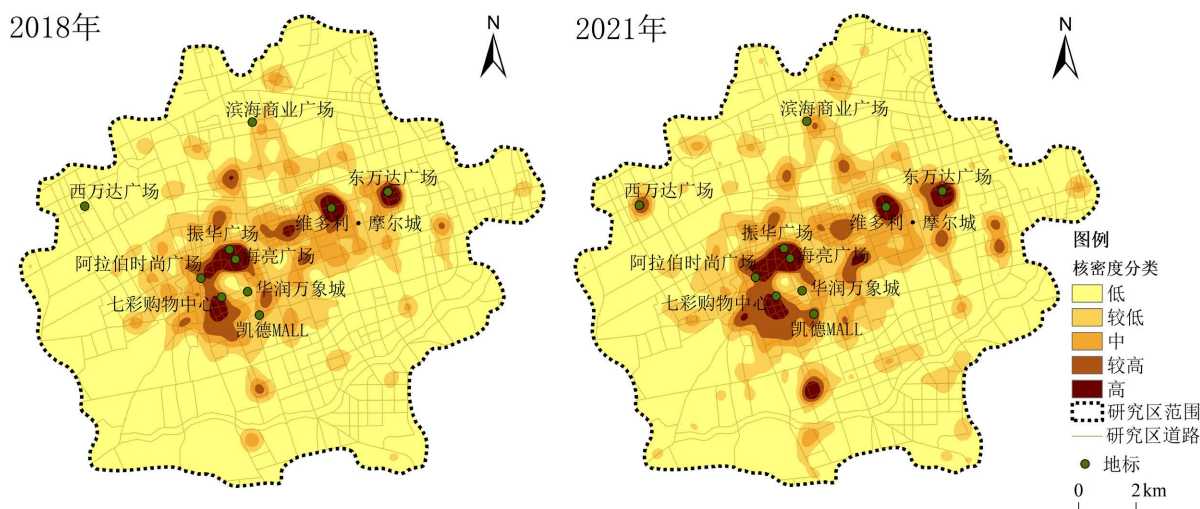 2018年
N
滨海商业广场
西万达广场
东万达广场
维多利·摩尔城
振华广场
海亮广场
阿拉伯时尚广场
华润万象城
七彩购物中心
凯德MALL
2021年
N
滨海商业广场
西万达广场
东万达广场
维多利·摩尔城
振华广场
海亮广场
阿拉伯时尚广场
华润万象城
七彩购物中心
凯德MALL
图例
核密度分类
低
较低
中
较高
高
研究区范围
研究区道路
地标
0 2 km